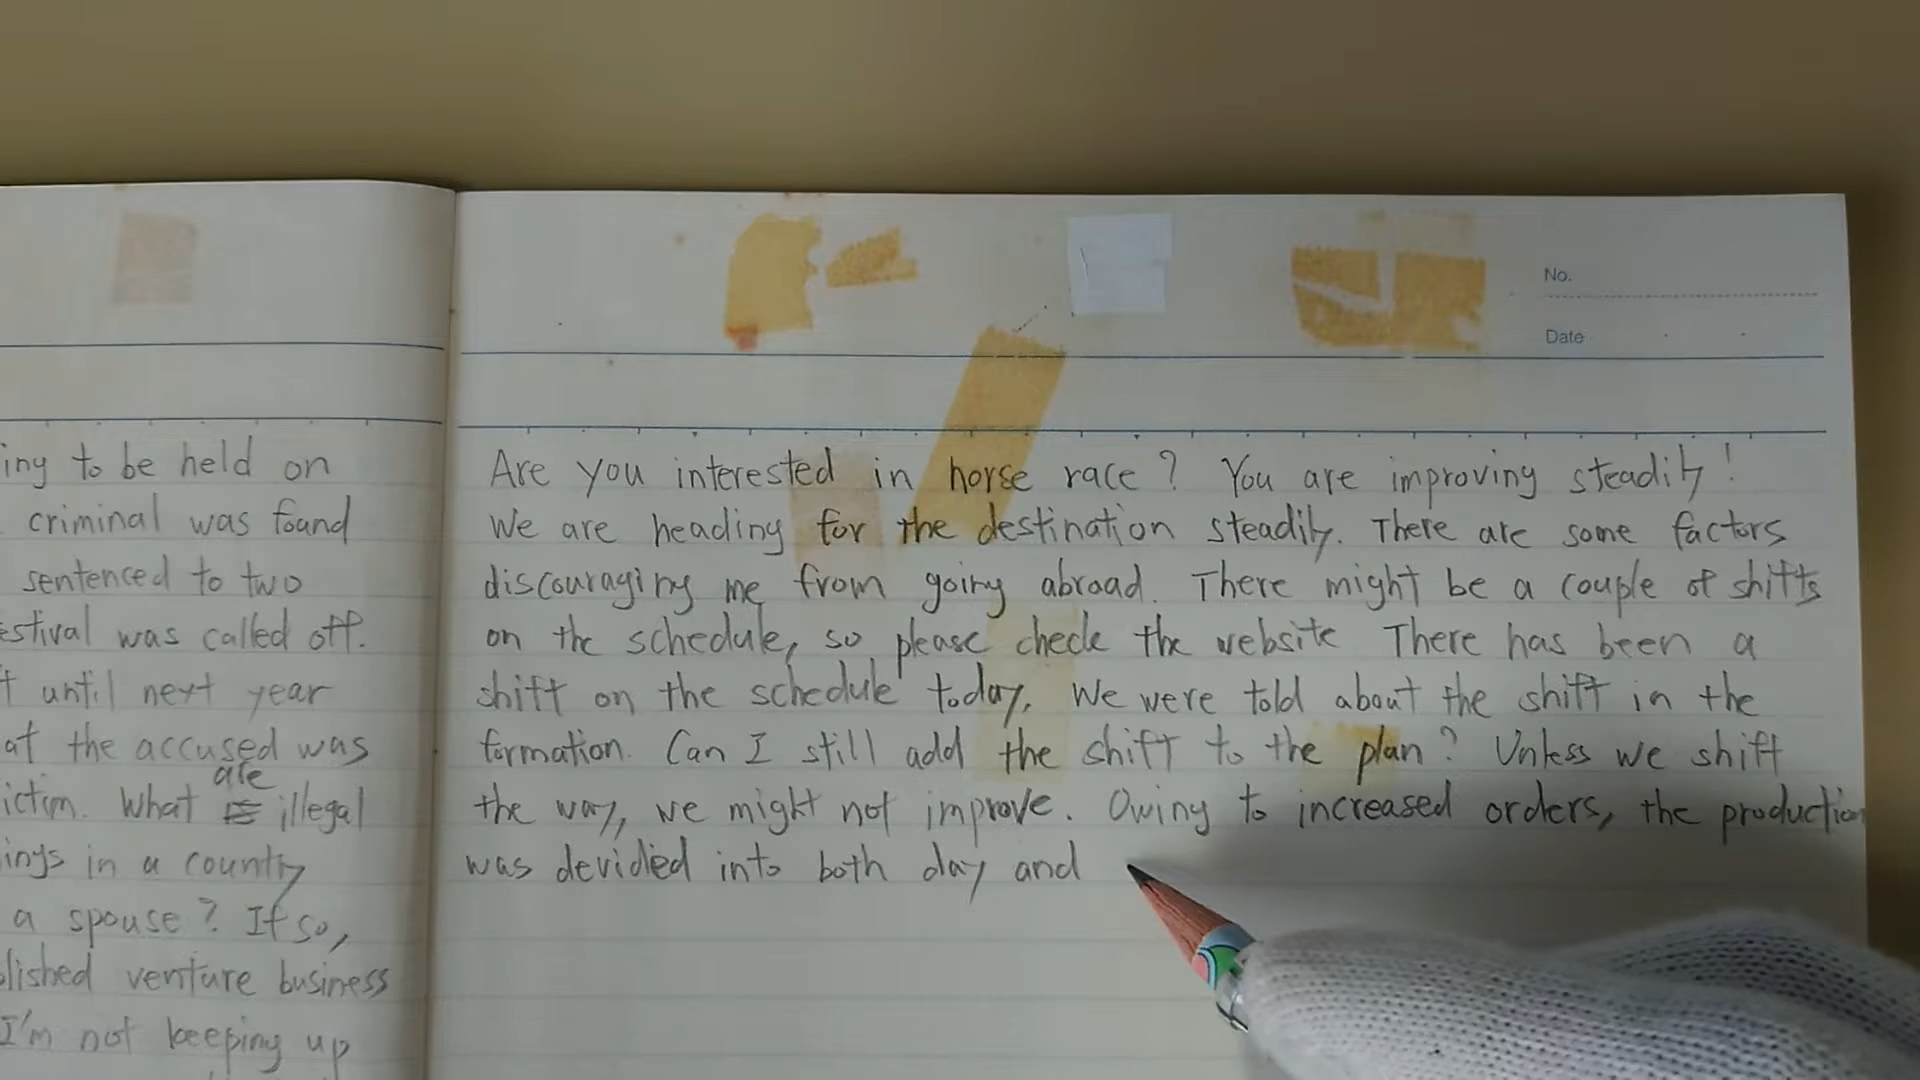 iny to be held on
criminal was found
sentenced to two
estival was called off.
t until next year
at the accused was
are
ictim. What illegal
ings in a country
a spouse? If so,
blished venture business
I'm not keeping up
No.
Date
Are you interested in horse race? You are improving steadily!
We are heading for the destination steadily. There are some factors
discouraging me from going abroad. There might be a couple of shifts
on the schedule, so please check the website There has been a
shift on the schedule today. We were told about the shift in the
formation. Can I still add the shift to the plan? Unless we shift
the way, we might not improve. Owing to increased orders, the production
was devided into both day and